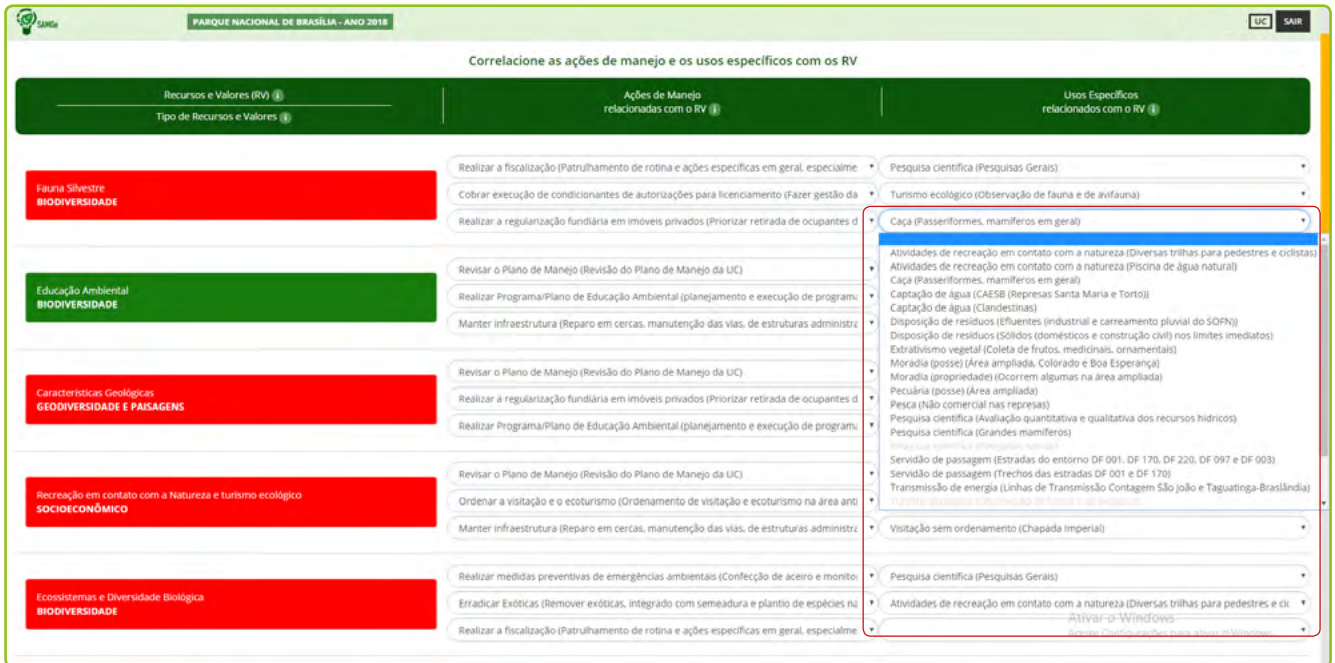 SAMGe
PARQUE NACIONAL DE BRASÍLIA - ANO 2018
UC
SAIR
Correlacione as ações de manejo e os usos específicos com os RV
Recursos e Valores (RV) i
Tipo de Recursos e Valores i
Ações de Manejo
relacionadas com o RV i
Usos Específicos
relacionados com o RV i
Fauna Silvestre
BIODIVERSIDADE
Realizar a fiscalização (Patrulhamento de rotina e ações específicas em geral, especialme
Pesquisa científica (Pesquisas Gerais)
Cobrar execução de condicionantes de autorizações para licenciamento (Fazer gestão da
Turismo ecológico (Observação de fauna e de avifauna)
Realizar a regularização fundiária em imóveis privados (Priorizar retirada de ocupantes d
Caça (Passeriformes, mamíferos em geral)
Atividades de recreação em contato com a natureza (Diversas trilhas para pedestres e ciclistas)
Atividades de recreação em contato com a natureza (Piscina de água natural)
Caça (Passeriformes, mamíferos em geral)
Captação de água (CAESB (Represas Santa Maria e Torto))
Captação de água (Clandestinas)
Disposição de resíduos (Efluentes (industrial e carreamento pluvial do SOFN))
Disposição de resíduos (Sólidos (domésticos e construção civil) nos limites imediatos)
Extrativismo vegetal (Coleta de frutos, medicinais, ornamentais)
Moradia (posse) (Área ampliada, Colorado e Boa Esperança)
Moradia (propriedade) (Ocorrem algumas na área ampliada)
Pecuária (posse) (Área ampliada)
Pesca (Não comercial nas represas)
Pesquisa científica (Avaliação quantitativa e qualitativa dos recursos hídricos)
Pesquisa científica (Grandes mamíferos)
Servidão de passagem (Estradas do entorno DF 001, DF 170, DF 220, DF 097 e DF 003)
Servidão de passagem (Trechos das estradas DF 001 e DF 170)
Transmissão de energia (Linhas de Transmissão Contagem São João e Taguatinga-Braslândia)
Educação Ambiental
BIODIVERSIDADE
Revisar o Plano de Manejo (Revisão do Plano de Manejo da UC)
Realizar Programa/Plano de Educação Ambiental (planejamento e execução de programa
Manter infraestrutura (Reparo em cercas, manutenção das vias, de estruturas administra
Características Geológicas
GEODIVERSIDADE E PAISAGENS
Revisar o Plano de Manejo (Revisão do Plano de Manejo da UC)
Realizar a regularização fundiária em imóveis privados (Priorizar retirada de ocupantes d
Realizar Programa/Plano de Educação Ambiental (planejamento e execução de programa
Recreação em contato com a Natureza e turismo ecológico
SOCIOECONÔMICO
Revisar o Plano de Manejo (Revisão do Plano de Manejo da UC)
Ordenar a visitação e o ecoturismo (Ordenamento de visitação e ecoturismo na área anti
Manter infraestrutura (Reparo em cercas, manutenção das vias, de estruturas administra
Visitação sem ordenamento (Chapada Imperial)
Ecossistemas e Diversidade Biológica
BIODIVERSIDADE
Realizar medidas preventivas de emergências ambientais (Confecção de aceiro e monito
Pesquisa científica (Pesquisas Gerais)
Erradicar Exóticas (Remover exóticas, integrado com semeadura e plantio de espécies na
Atividades de recreação em contato com a natureza (Diversas trilhas para pedestres e cic
Realizar a fiscalização (Patrulhamento de rotina e ações específicas em geral, especialme
Ativar o Windows
Acesse Configurações para ativar o Windows.